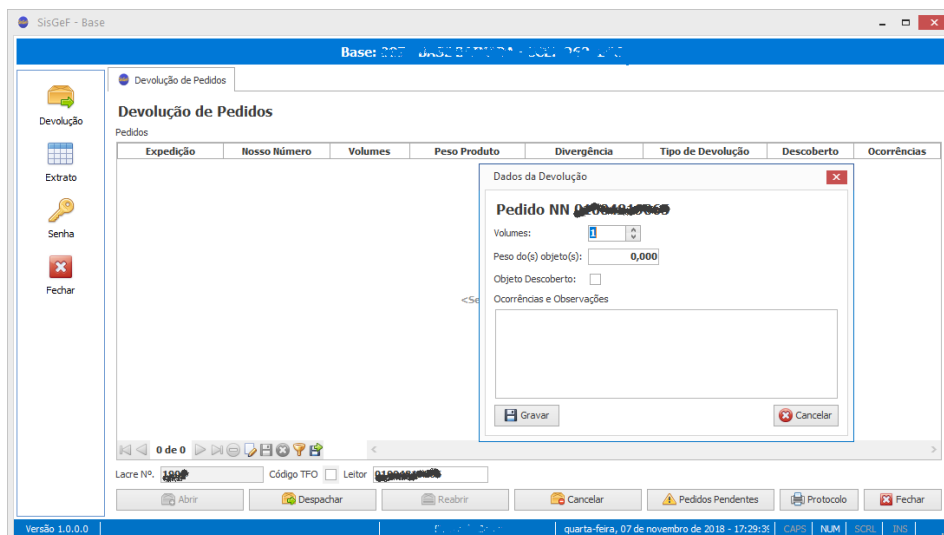 SisGeF - Base
Base:
Devolução de Pedidos
Devolução
Extrato
Senha
Fechar
Devolução de Pedidos
Pedidos
Expedição Nosso Número Volumes Peso Produto Divergência Tipo de Devolução Descoberto Ocorrências
<Se
Dados da Devolução
Pedido NN
Volumes: 1
Peso do(s) objeto(s): 0,000
Objeto Descoberto:
Ocorrências e Observações
Gravar Cancelar
0 de 0
Lacre Nº. Código TFO Leitor
Abrir Despachar Reabrir Cancelar Pedidos Pendentes Protocolo Fechar
Versão 1.0.0.0 quarta-feira, 07 de novembro de 2018 - 17:29:39 CAPS NUM SCRL INS